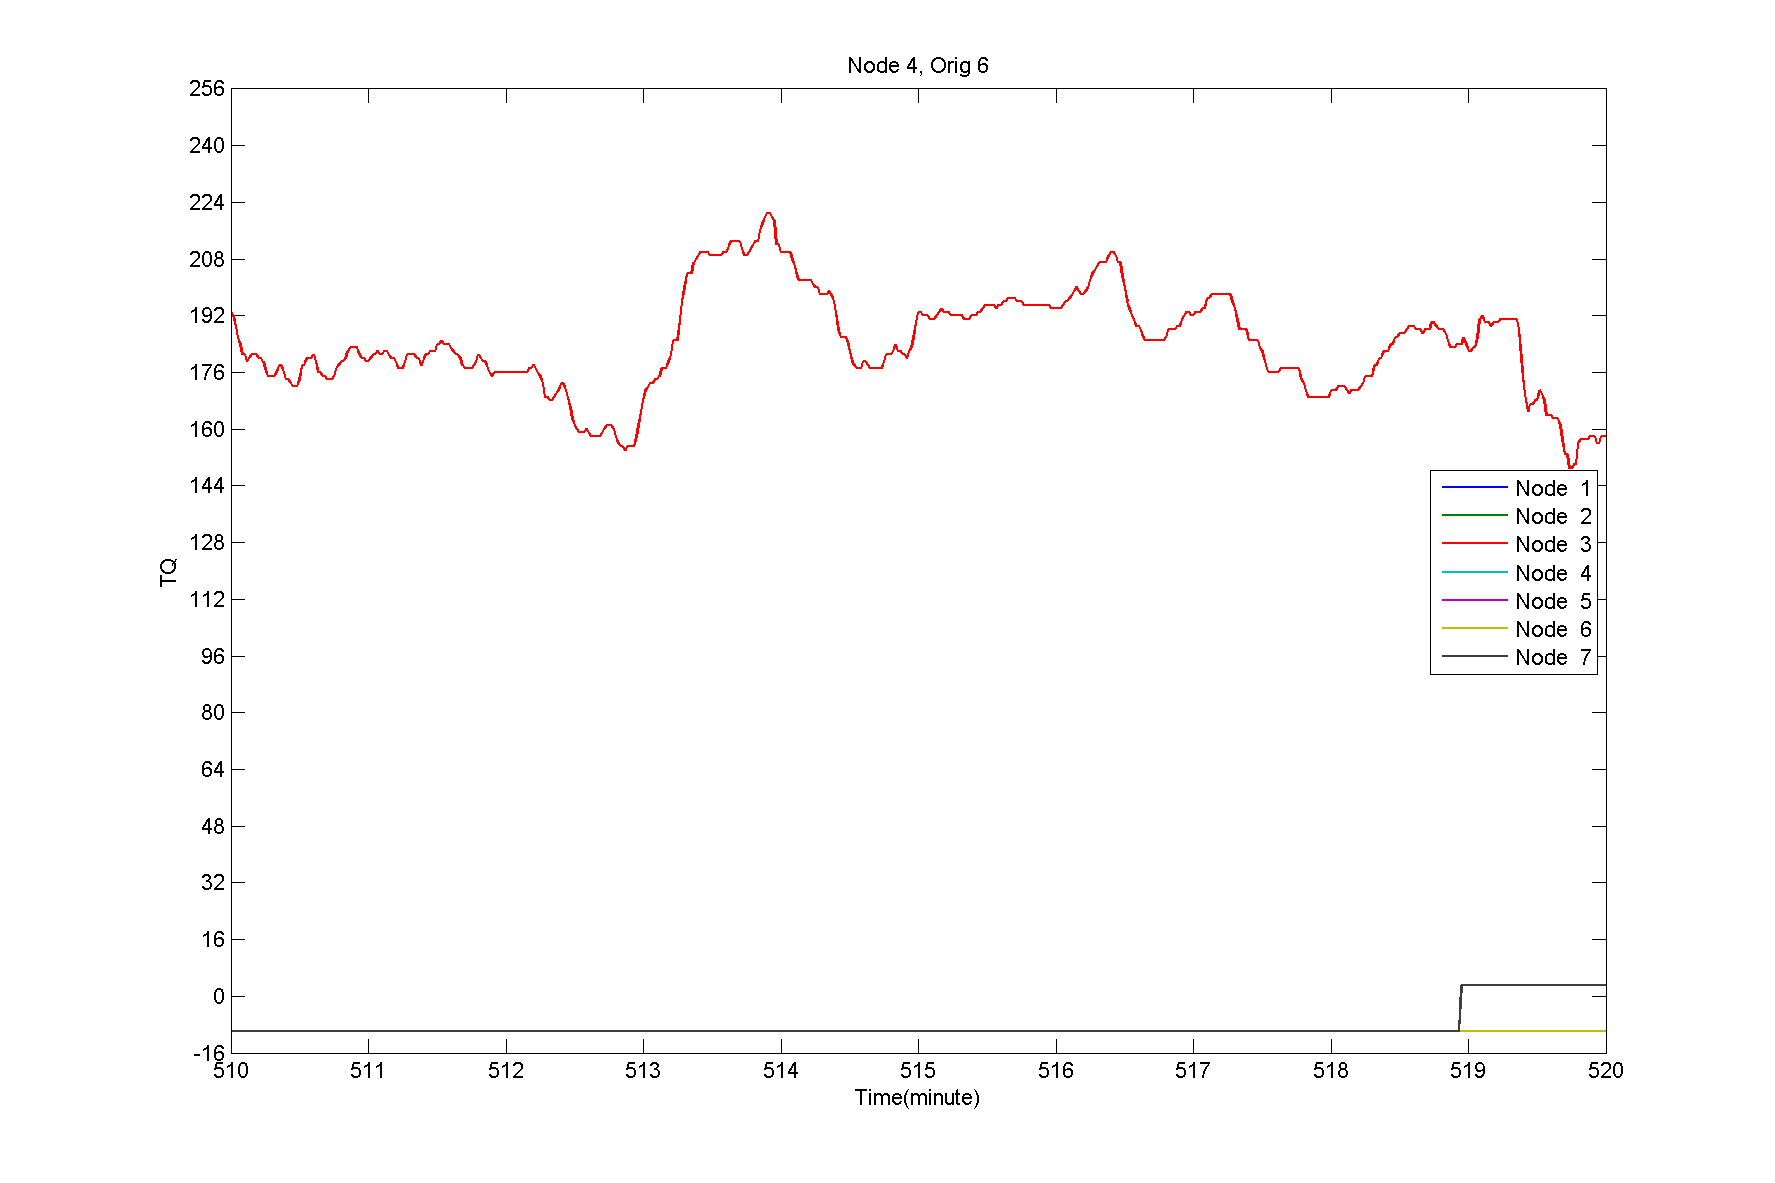 Node 4, Orig 6
256
240
224
208
192
176
160
144
128
112
96
80
64
48
32
16
0
-16
TQ
Node 1
Node 2
Node 3
Node 4
Node 5
Node 6
Node 7
510 511 512 513 514 515 516 517 518 519 520
Time(minute)